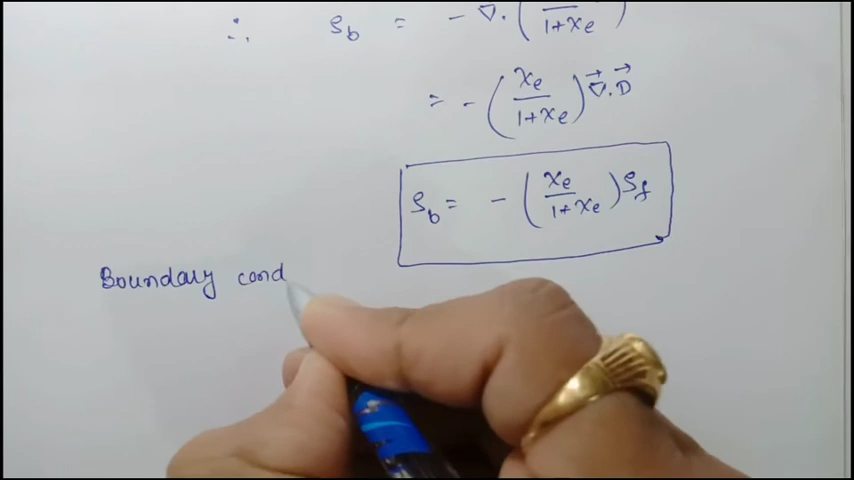 ∴ ρb = - ∇.( / 1+χe )
= - ( χe / 1+χe ) ∇⃗.D⃗
ρb = - ( χe / 1+χe ) ρf
Boundary cond